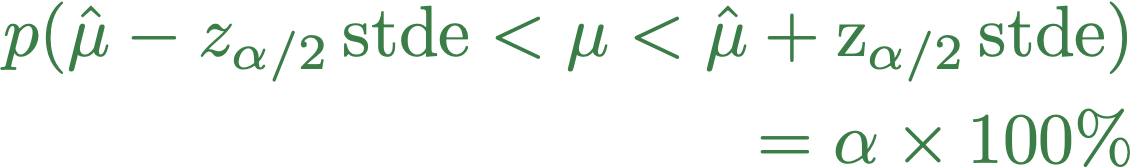 p(μ̂ − z_{α/2} stde < μ < μ̂ + z_{α/2} stde)
= α × 100%